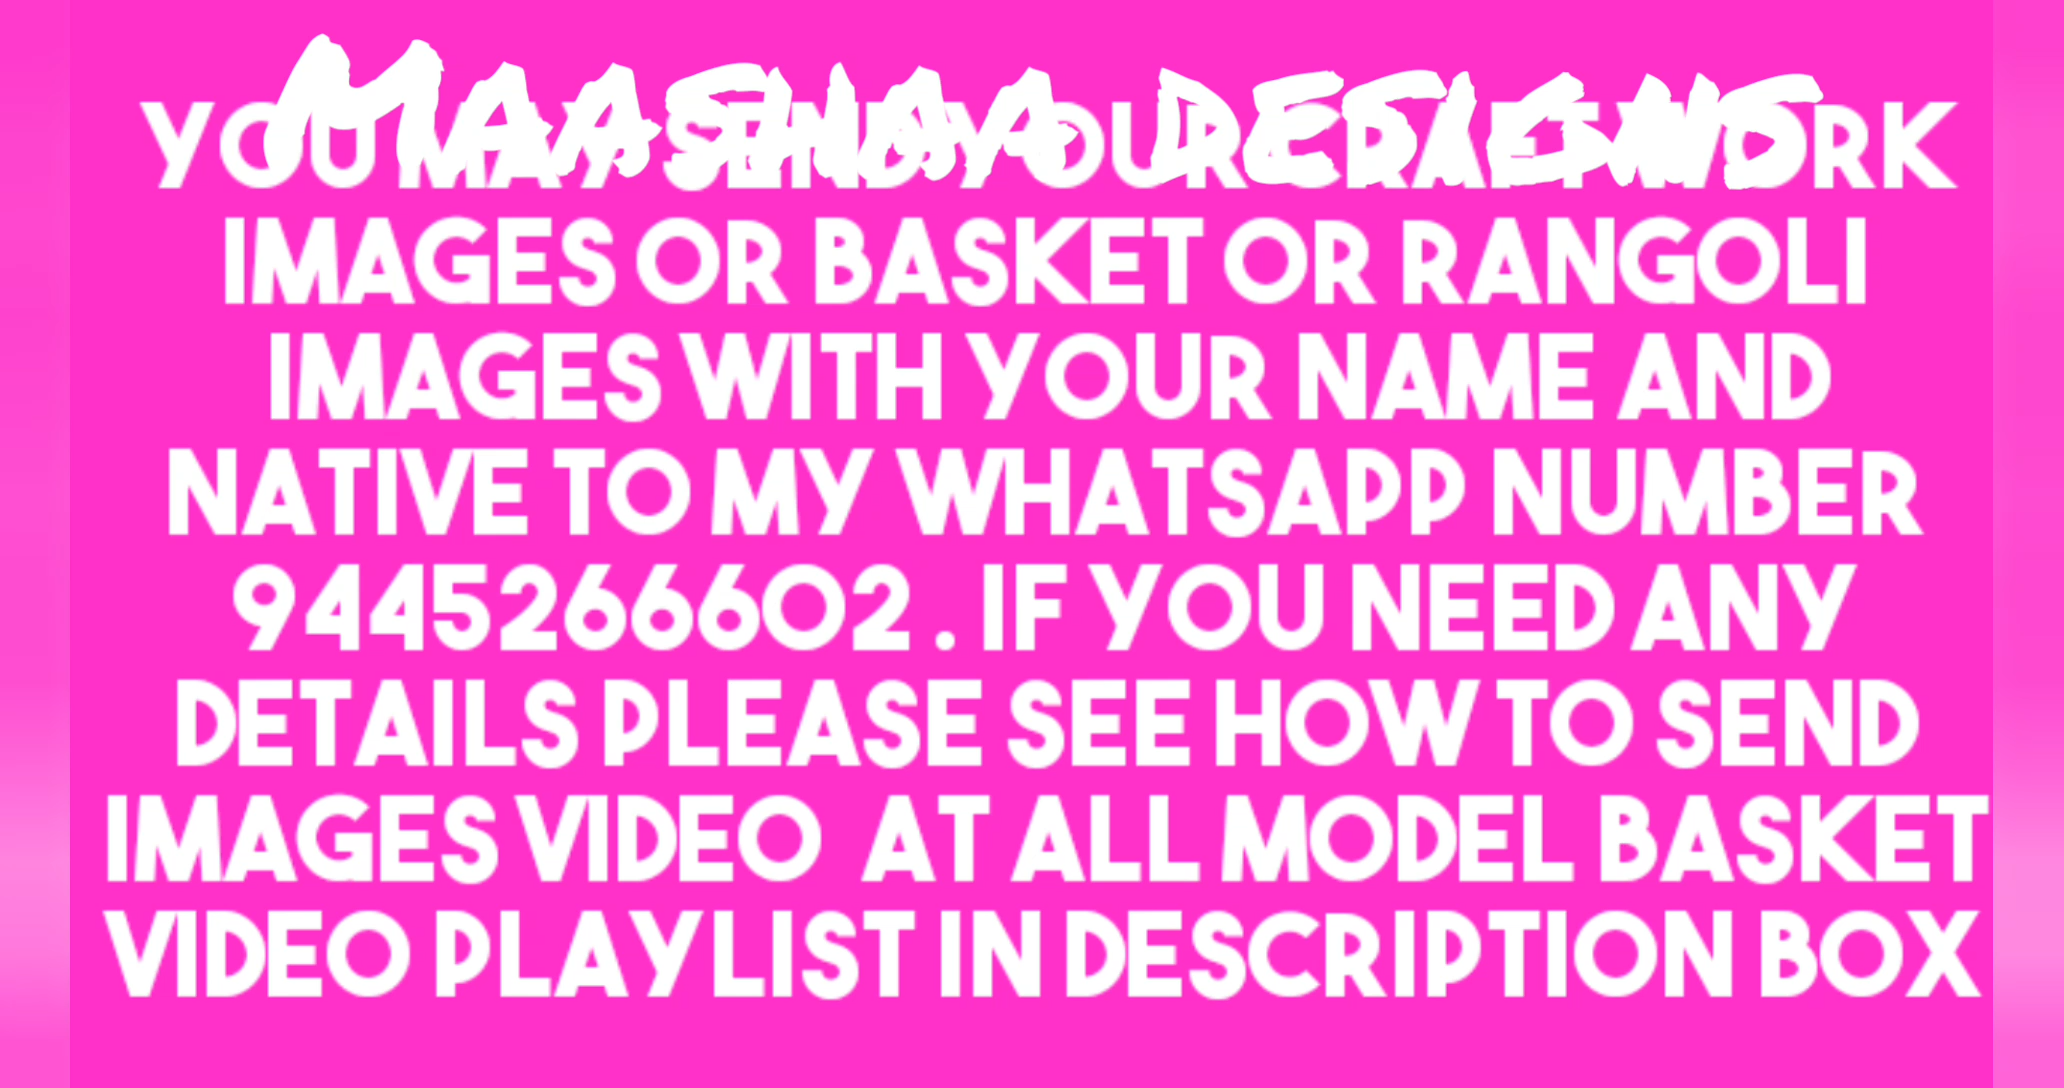 MAASHAA DESIGNS
YOU MAY SEND YOUR CRAFT WORK
IMAGES OR BASKET OR RANGOLI
IMAGES WITH YOUR NAME AND
NATIVE TO MY WHATSAPP NUMBER
9445266602 . IF YOU NEED ANY
DETAILS PLEASE SEE HOW TO SEND
IMAGES VIDEO AT ALL MODEL BASKET
VIDEO PLAYLIST IN DESCRIPTION BOX